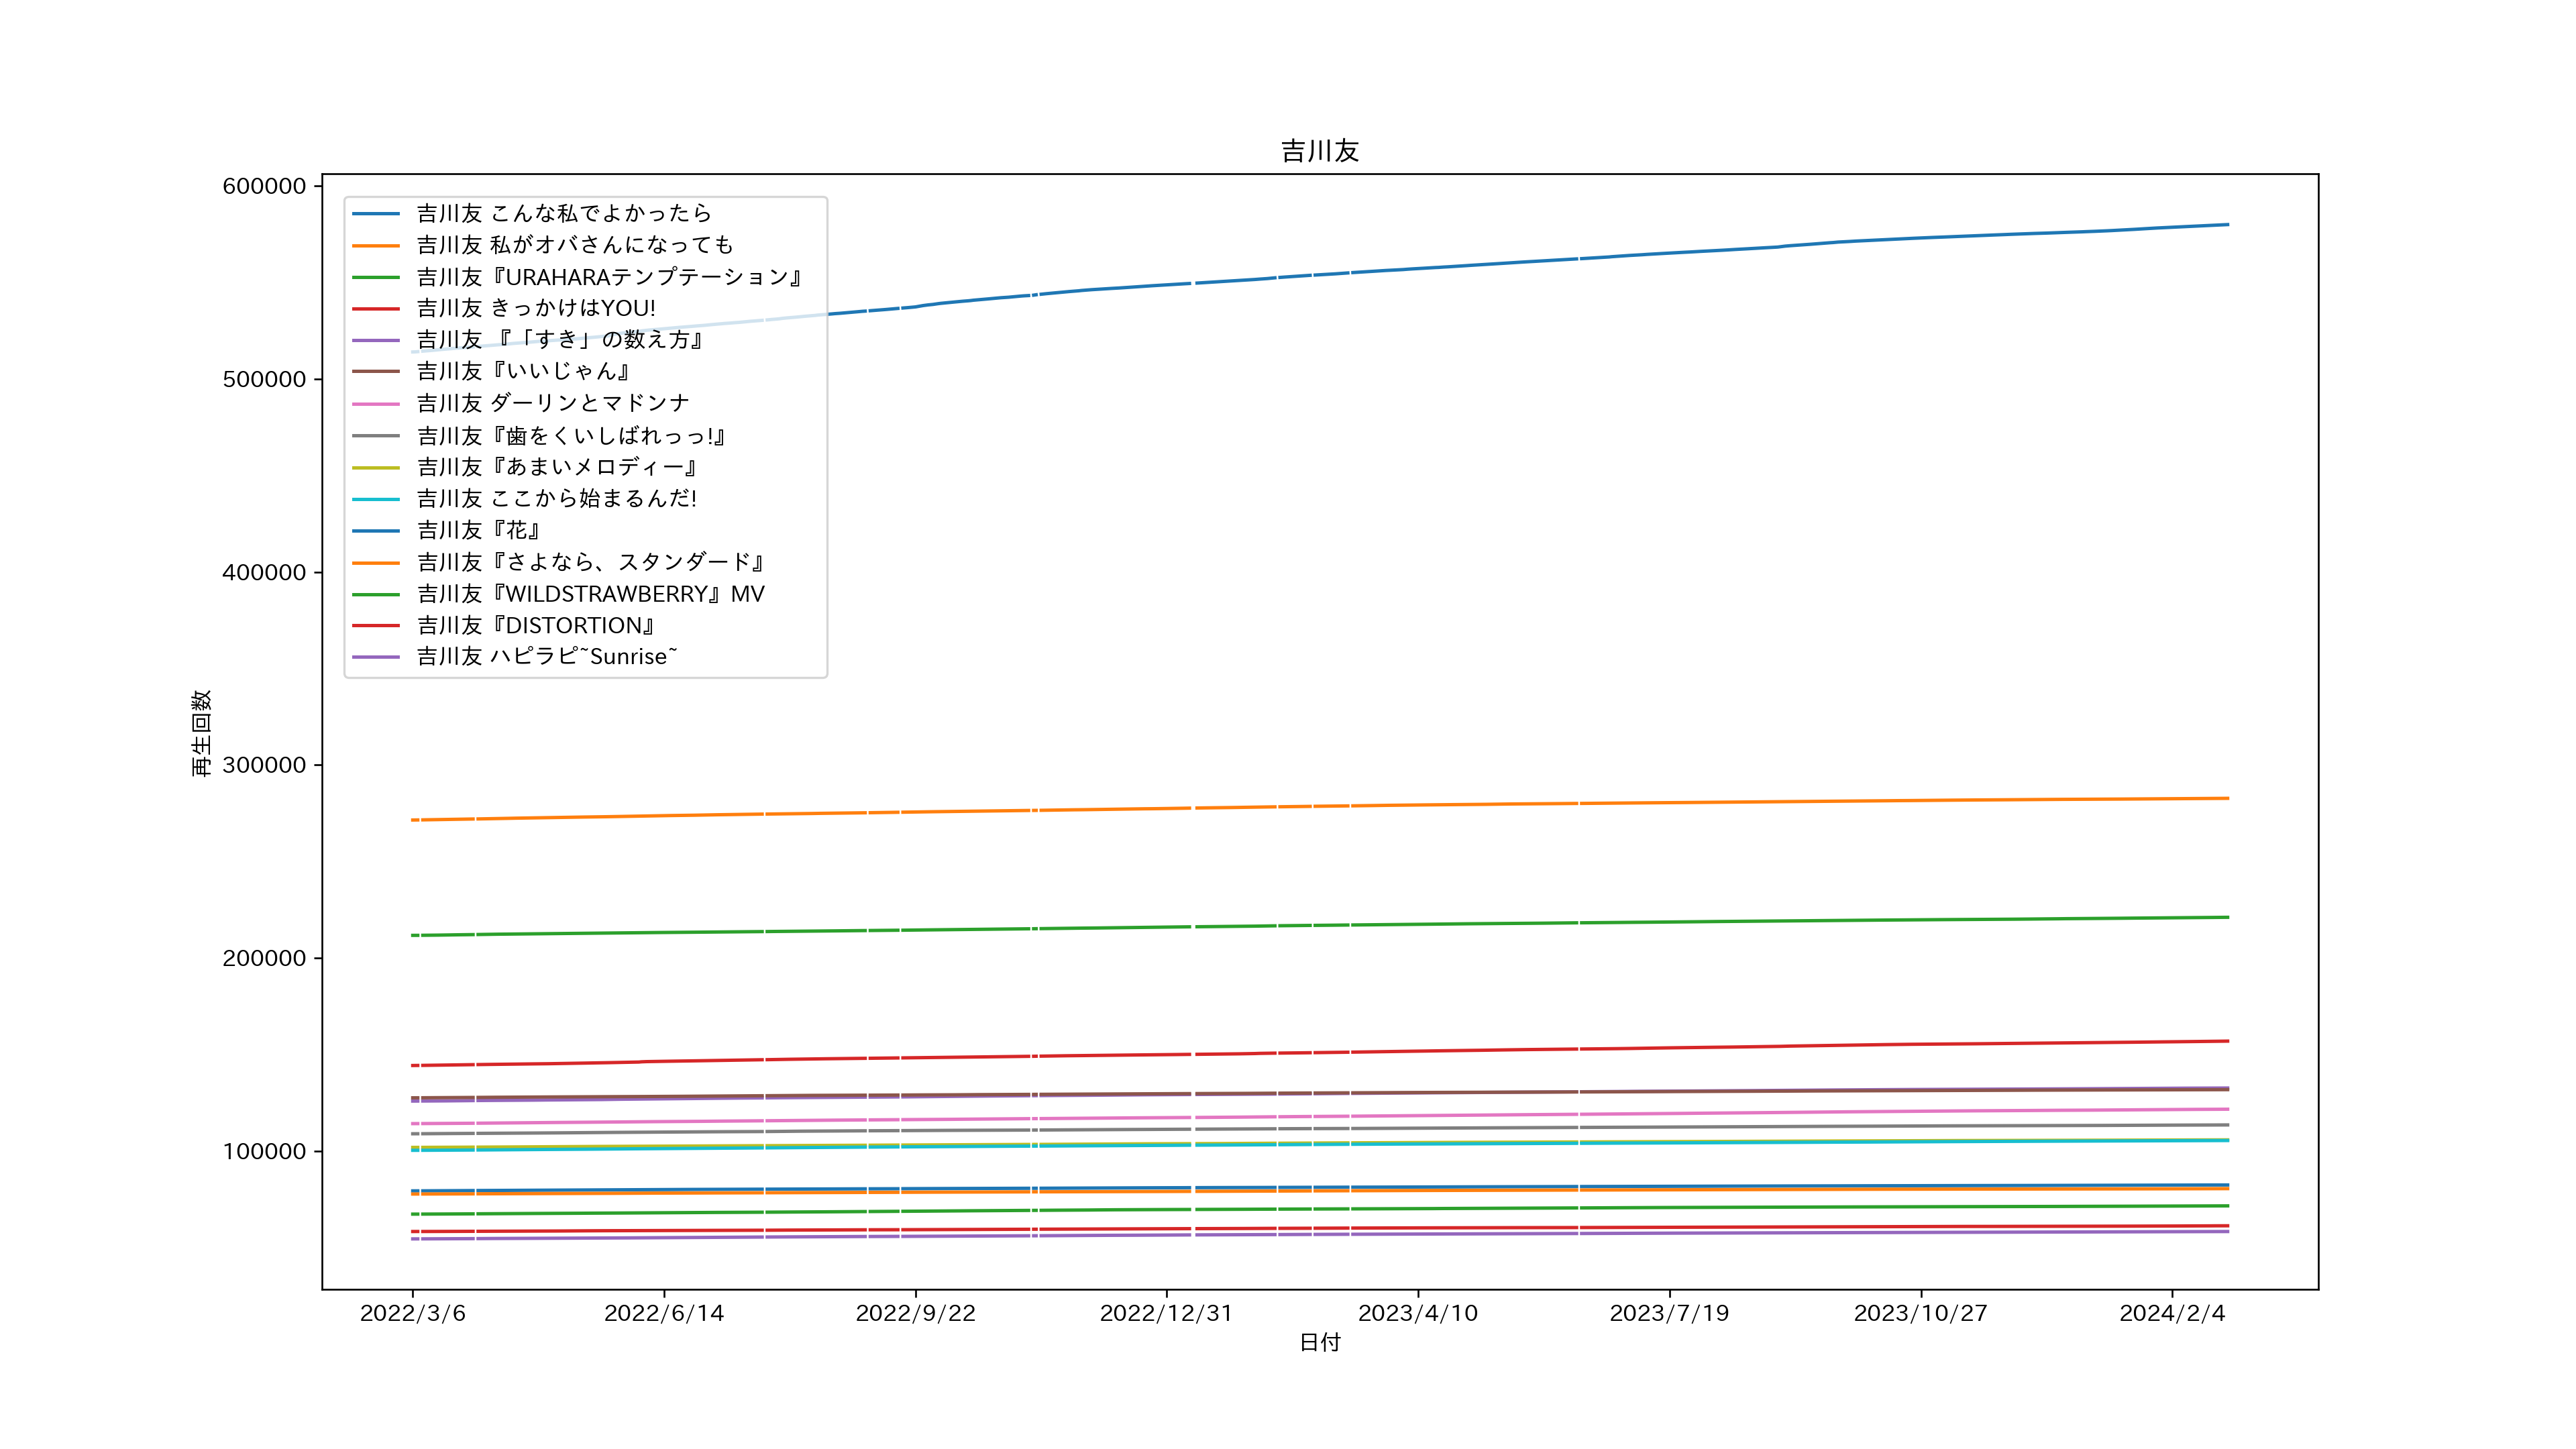 吉川友
600000
500000
400000
300000
200000
100000
再生回数
吉川友 こんな私でよかったら
吉川友 私がオバさんになっても
吉川友『URAHARAテンプテーション』
吉川友 きっかけはYOU!
吉川友 『「すき」の数え方』
吉川友『いいじゃん』
吉川友 ダーリンとマドンナ
吉川友『歯をくいしばれっっ!』
吉川友『あまいメロディー』
吉川友 ここから始まるんだ!
吉川友『花』
吉川友『さよなら、スタンダード』
吉川友『WILDSTRAWBERRY』MV
吉川友『DISTORTION』
吉川友 ハピラピ~Sunrise~
2022/3/6 2022/6/14 2022/9/22 2022/12/31 2023/4/10 2023/7/19 2023/10/27 2024/2/4
日付